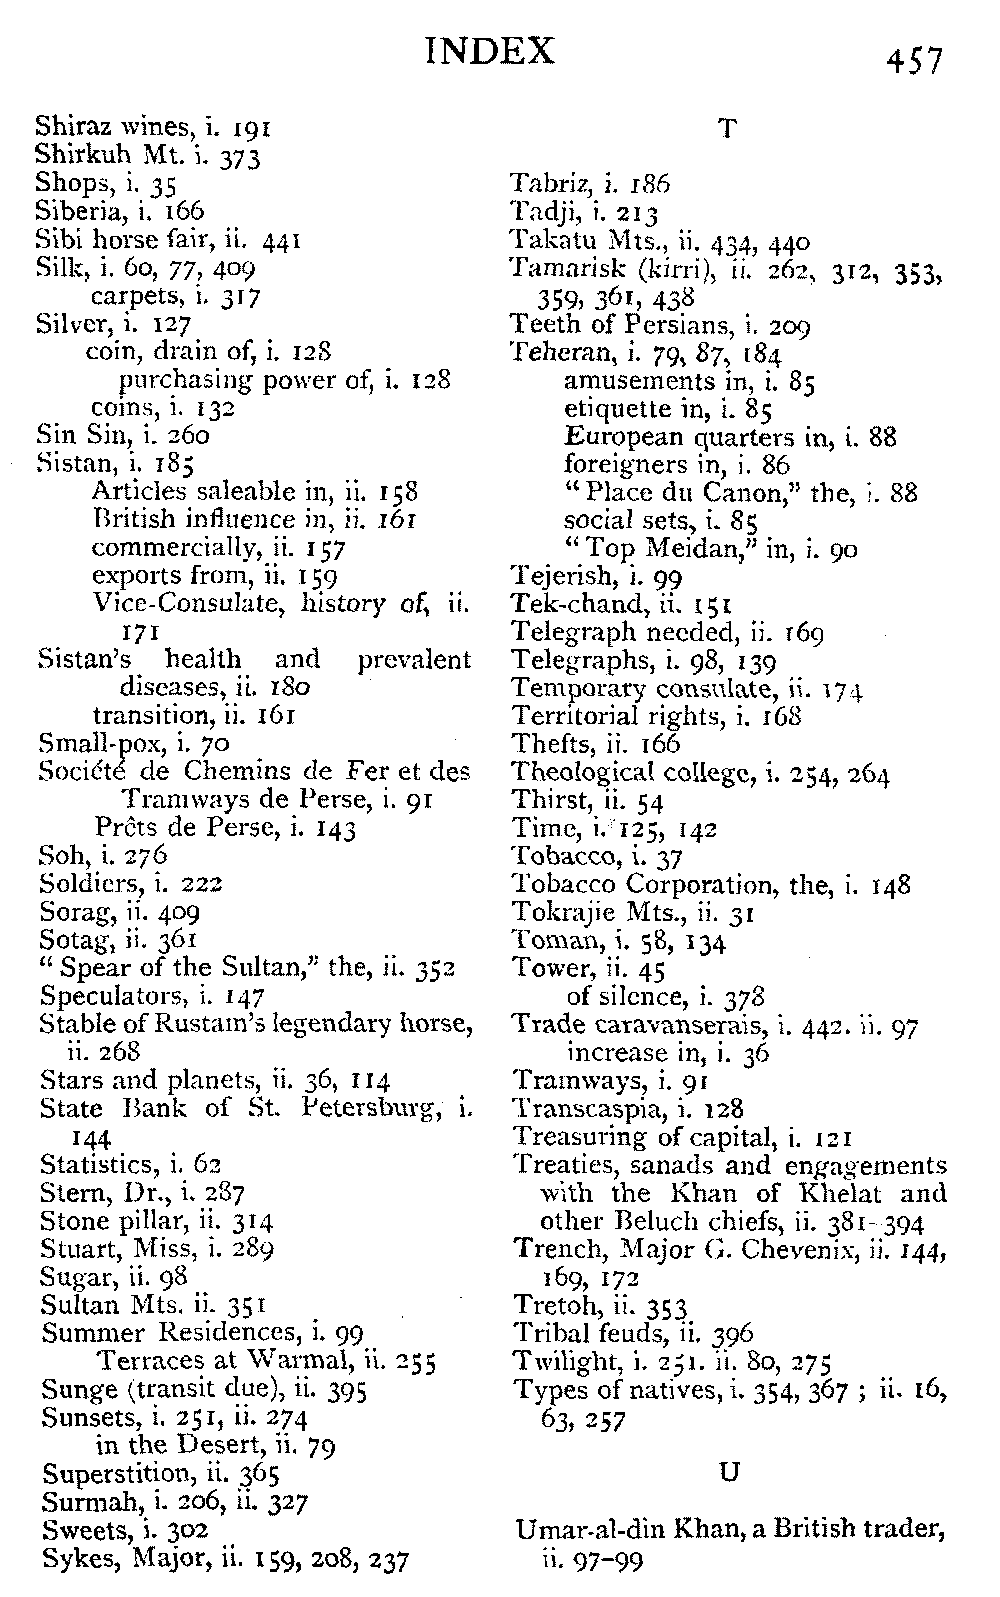 INDEX
457
Shiraz wines, i. 191
Shirkuh Mt. i. 373
Shops, i. 35
Siberia, i. 166
Sibi horse fair, ii. 441
Silk, i. 60, 77, 409
carpets, i. 317
Silver, i. 127
coin, drain of, i. 128
purchasing power of, i. 128
coins, i. 132
Sin Sin, i. 260
Sistan, i. 185
Articles saleable in, ii. 158
British influence in, ii. 161
commercially, ii. 157
exports from, ii. 159
Vice-Consulate, history of, ii.
171
Sistan's health and prevalent
diseases, ii. 180
transition, ii. 161
Small-pox, i. 70
Société de Chemins de Fer et des
Tramways de Perse, i. 91
Prêts de Perse, i. 143
Soh, i. 276
Soldiers, i. 222
Sorag, ii. 409
Sotag, ii. 361
"Spear of the Sultan," the, ii. 352
Speculators, i. 147
Stable of Rustam's legendary horse,
ii. 268
Stars and planets, ii. 36, 114
State Bank of St. Petersburg, i.
144
Statistics, i. 62
Stern, Dr., i. 287
Stone pillar, ii. 314
Stuart, Miss, i. 289
Sugar, ii. 98
Sultan Mts. ii. 351
Summer Residences, i. 99
Terraces at Warmal, ii. 255
Sunge (transit due), ii. 395
Sunsets, i. 251, ii. 274
in the Desert, ii. 79
Superstition, ii. 365
Surmah, i. 206, ii. 327
Sweets, i. 302
Sykes, Major, ii. 159, 208, 237
T
Tabriz, i. 186
Tadji, i. 213
Takatu Mts., ii. 434, 440
Tamarisk (kirri), ii. 262, 312, 353,
359, 361, 438
Teeth of Persians, i. 209
Teheran, i. 79, 87, 184
amusements in, i. 85
etiquette in, i. 85
European quarters in, i. 88
foreigners in, i. 86
"Place du Canon," the, i. 88
social sets, i. 85
"Top Meidan," in, i. 90
Tejerish, i. 99
Tek-chand, ii. 151
Telegraph needed, ii. 169
Telegraphs, i. 98, 139
Temporary consulate, ii. 174
Territorial rights, i. 168
Thefts, ii. 166
Theological college, i. 254, 264
Thirst, ii. 54
Time, i. 125, 142
Tobacco, i. 37
Tobacco Corporation, the, i. 148
Tokrajie Mts., ii. 31
Toman, i. 58, 134
Tower, ii. 45
of silence, i. 378
Trade caravanserais, i. 442. ii. 97
increase in, i. 36
Tramways, i. 91
Transcaspia, i. 128
Treasuring of capital, i. 121
Treaties, sanads and engagements
with the Khan of Khelat and
other Beluch chiefs, ii. 381-394
Trench, Major G. Chevenix, ii. 144,
169, 172
Tretoh, ii. 353
Tribal feuds, ii. 396
Twilight, i. 251. ii. 80, 275
Types of natives, i. 354, 367 ; ii. 16,
63, 257
U
Umar-al-din Khan, a British trader,
ii. 97-99